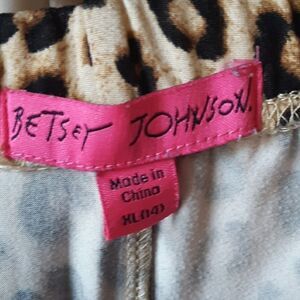 BETSEY JOHNSON.
Made in
China
XL(14)